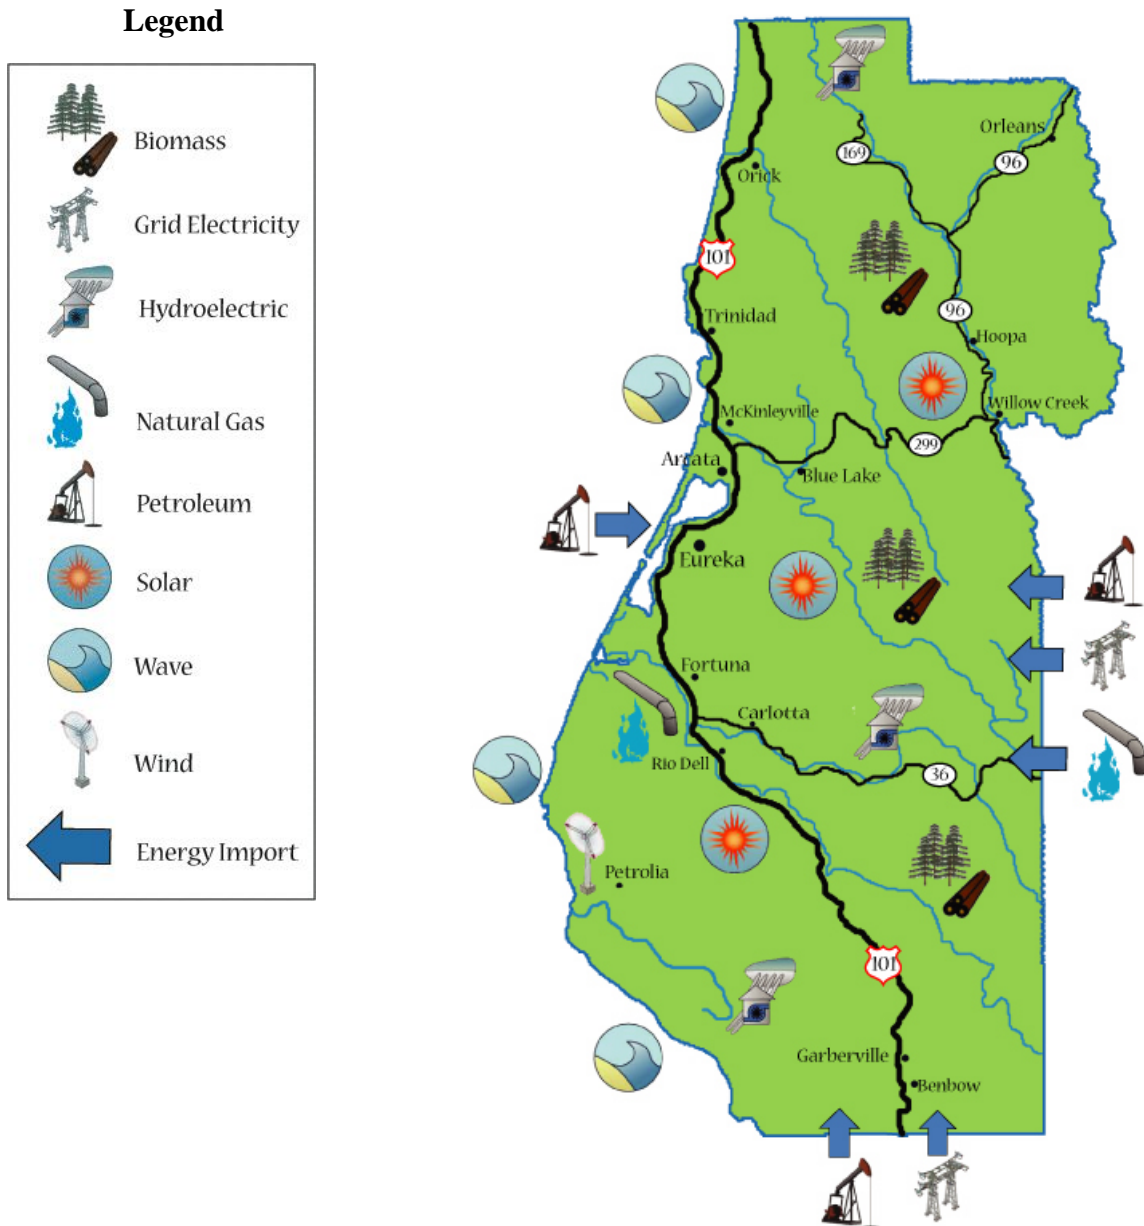 Legend
Biomass
Grid Electricity
Hydroelectric
Natural Gas
Petroleum
Solar
Wave
Wind
Energy Import
Orleans
169
96
Orick
101
Trinidad
96
Hoopa
McKinleyville
Willow Creek
299
Arcata
Blue Lake
Eureka
Fortuna
Carlotta
Rio Dell
36
Petrolia
101
Garberville
Benbow